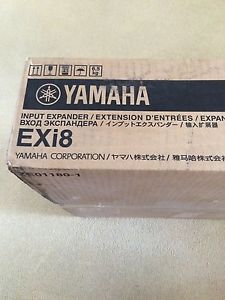 YAMAHA
INPUT EXPANDER / EXTENSION D'ENTRÉES / EXPAN
ВХОД ЭКСПАНДЕРА / インプットエクスパンダー / 输入扩展器
EXi8
YAMAHA CORPORATION / ヤマハ株式会社 / 雅马哈株式会社